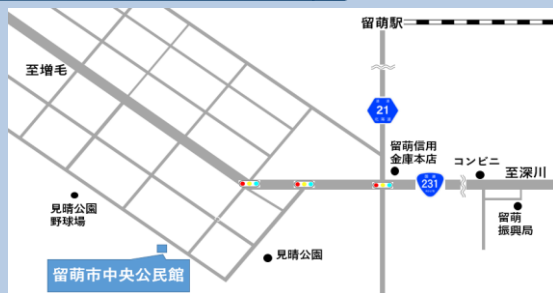 留萌駅
至増毛
21
留萌信用
金庫本店
コンビニ
至深川
231
留萌
振興局
見晴公園
野球場
見晴公園
留萌市中央公民館